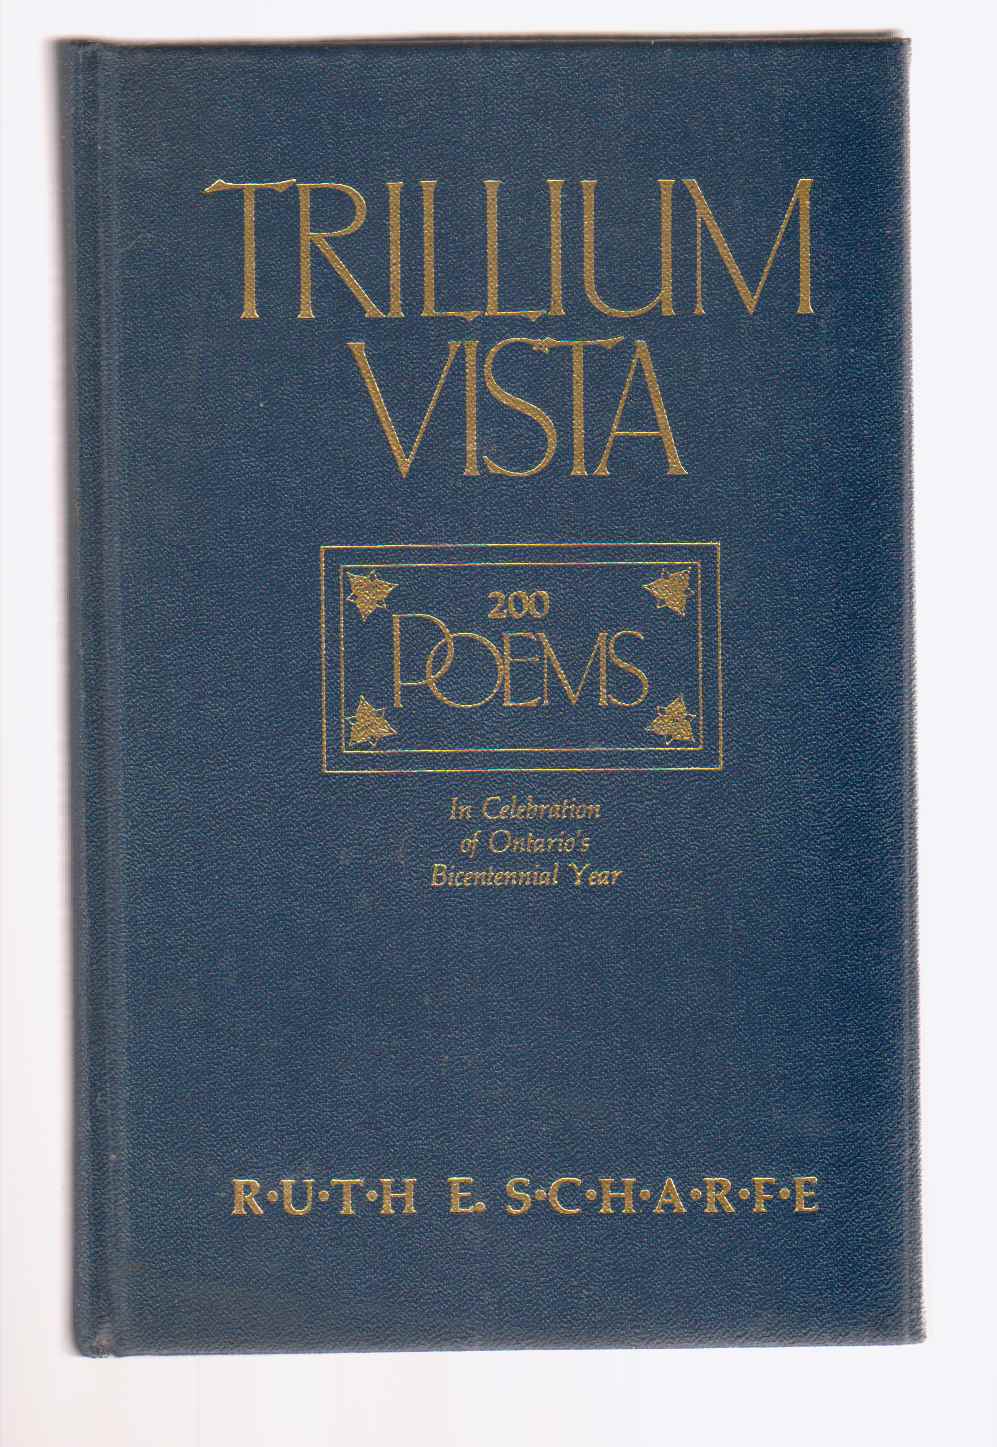 TRILLIUM
VISTA
200
POEMS
In Celebration
of Ontario's
Bicentennial Year
R•U•T•H E. S•C•H•A•R•F•E